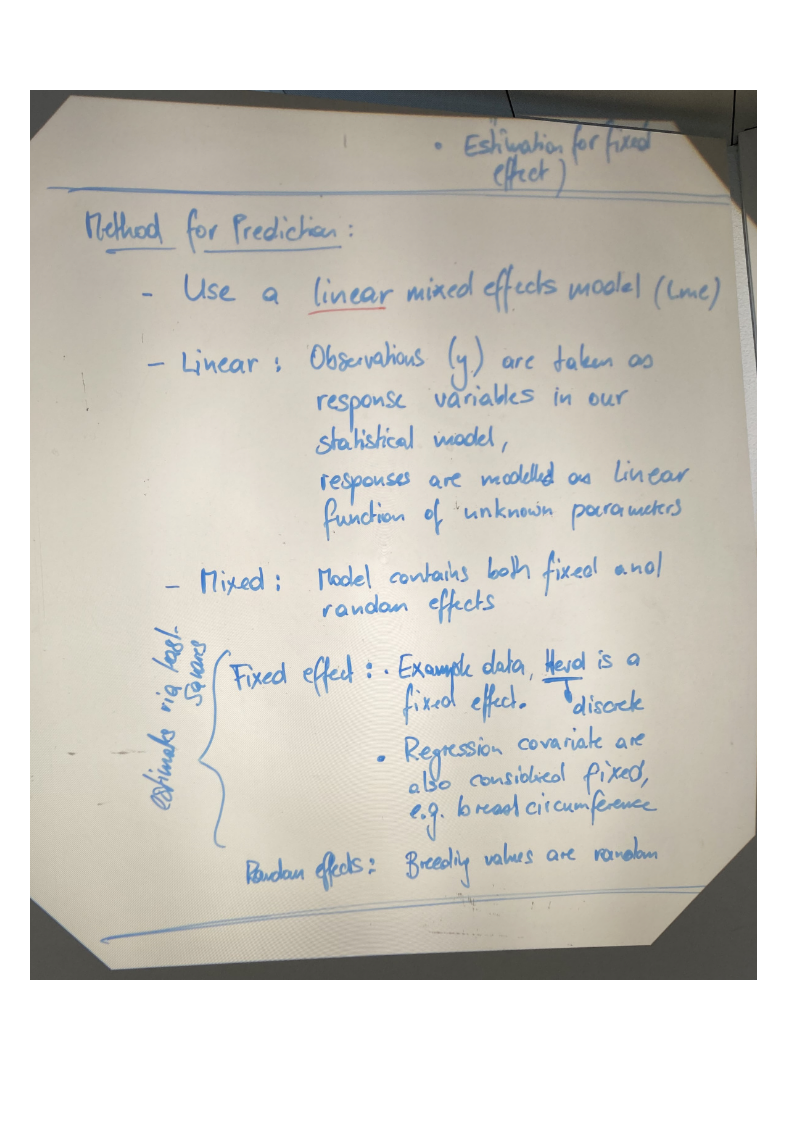 • Estimation for fixed
effect)
Method for Prediction:
- Use a linear mixed effects model (Lme)
- Linear: Observations (y) are taken as
response variables in our
statistical model,
responses are modelled as linear
function of unknown parameters
- Mixed: Model contains both fixed and
random effects
estimate via least-
squares
Fixed effect: • Example data, Herd is a
fixed effect. discrete
• Regression covariate are
also considered fixed,
e.g. breast circumference
Random effects: Breeding values are random